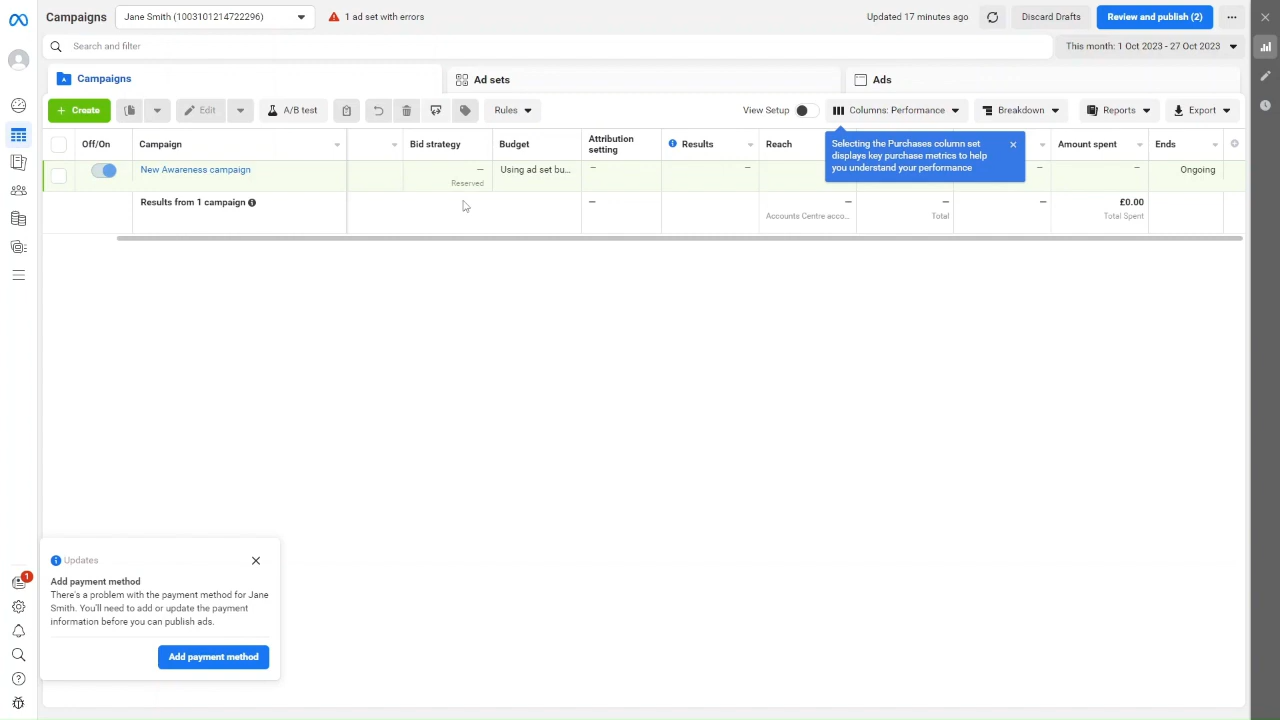 Campaigns
Jane Smith (1003101214722296)
1 ad set with errors
Updated 17 minutes ago
Discard Drafts
Review and publish (2)
Search and filter
This month: 1 Oct 2023 - 27 Oct 2023
Campaigns
Ad sets
Ads
+ Create
Edit
A/B test
Rules
View Setup
Columns: Performance
Breakdown
Reports
Export
Off/On
Campaign
Bid strategy
Budget
Attribution
setting
Results
Reach
Amount spent
Ends
Selecting the Purchases column set
displays key purchase metrics to help
you understand your performance
New Awareness campaign
—
Reserved
Using ad set bu...
—
—
—
—
Ongoing
Results from 1 campaign
—
—
Accounts Centre acco...
—
Total
—
£0.00
Total Spent
Updates
Add payment method
There's a problem with the payment method for Jane
Smith. You'll need to add or update the payment
information before you can publish ads.
Add payment method
1